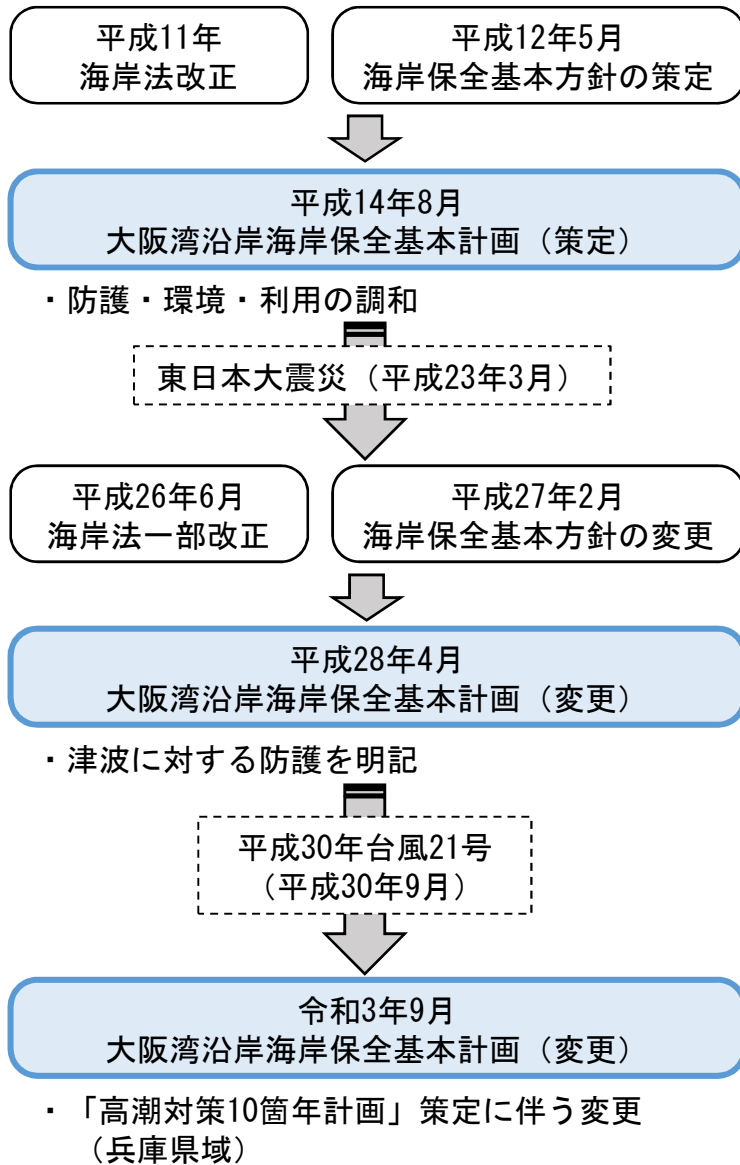 平成11年
海岸法改正
平成12年5月
海岸保全基本方針の策定
平成14年8月
大阪湾沿岸海岸保全基本計画（策定）
・防護・環境・利用の調和
東日本大震災（平成23年3月）
平成26年6月
海岸法一部改正
平成27年2月
海岸保全基本方針の変更
平成28年4月
大阪湾沿岸海岸保全基本計画（変更）
・津波に対する防護を明記
平成30年台風21号
（平成30年9月）
令和3年9月
大阪湾沿岸海岸保全基本計画（変更）
・「高潮対策10箇年計画」策定に伴う変更
（兵庫県域）